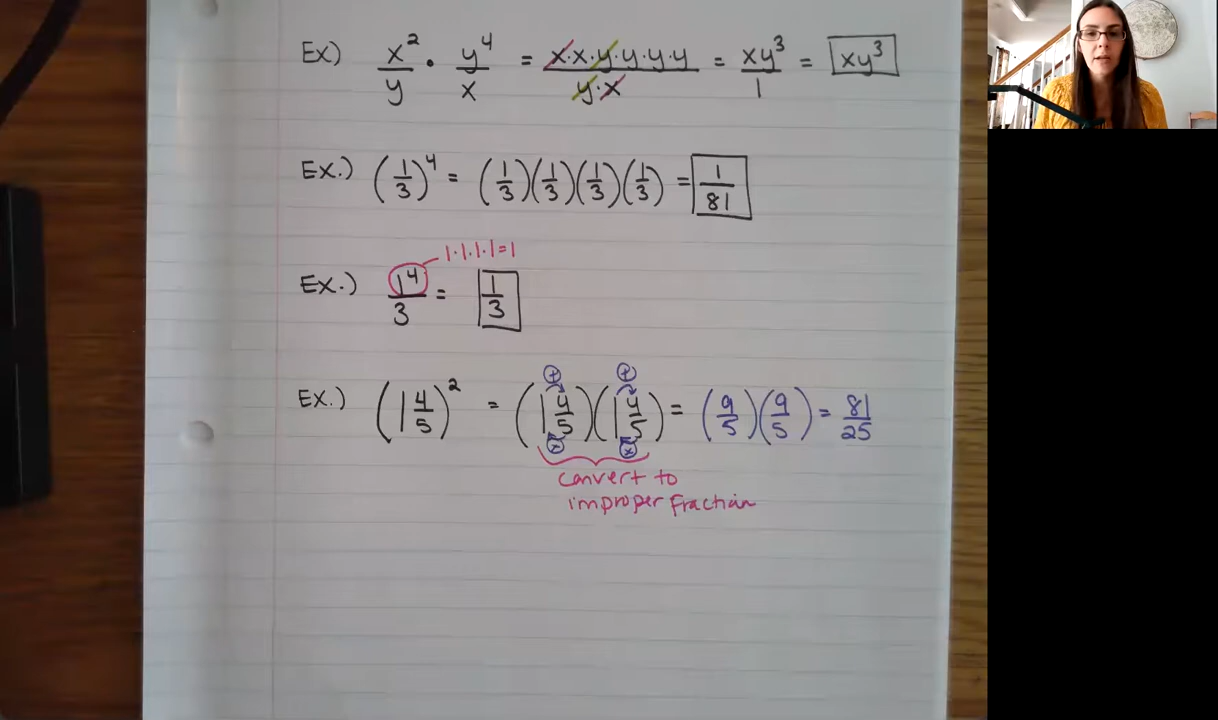 Ex) x²/y · y⁴/x = x·x·y·y·y·y/y·x = xy³/1 = xy³
Ex.) (1/3)⁴ = (1/3)(1/3)(1/3)(1/3) = 1/81
1·1·1·1=1
Ex.) 1⁴/3 = 1/3
Ex.) (1 4/5)² = (1 4/5)(1 4/5) = (9/5)(9/5) = 81/25
+ +
× ×
convert to
improper fraction